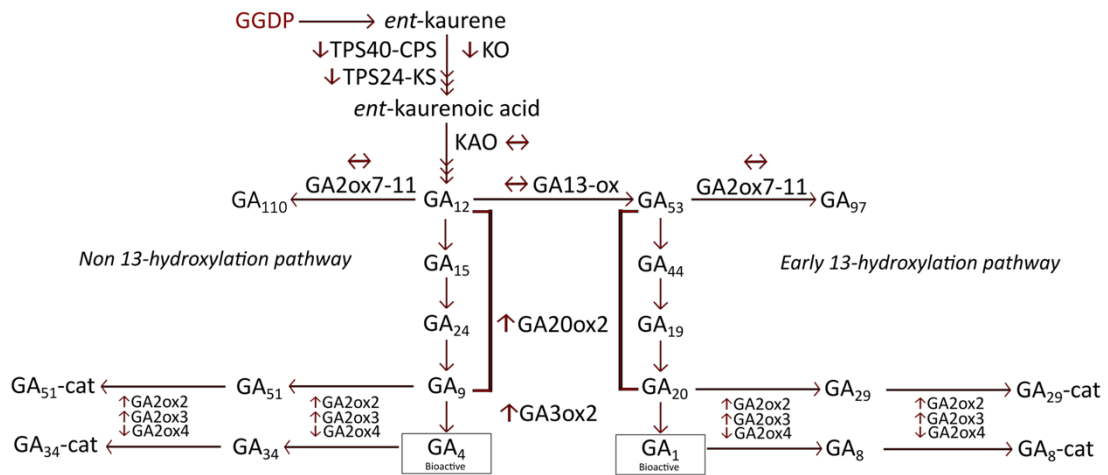 GGDP ent-kaurene
↓TPS40-CPS ↓KO
↓TPS24-KS
ent-kaurenoic acid
KAO ↔
↔ ↔
GA2ox7-11 ↔GA13-ox GA2ox7-11
GA110 GA12 GA53 GA97
Non 13-hydroxylation pathway GA15 GA44 Early 13-hydroxylation pathway
GA24 ↑GA20ox2 GA19
GA51-cat GA51 GA9 GA20 GA29 GA29-cat
↑GA2ox2 ↑GA2ox2 ↑GA3ox2 ↑GA2ox2 ↑GA2ox2
↑GA2ox3 ↑GA2ox3 ↑GA2ox3 ↑GA2ox3
↓GA2ox4 ↓GA2ox4 ↓GA2ox4 ↓GA2ox4
GA34-cat GA34 GA4 GA1 GA8 GA8-cat
Bioactive Bioactive